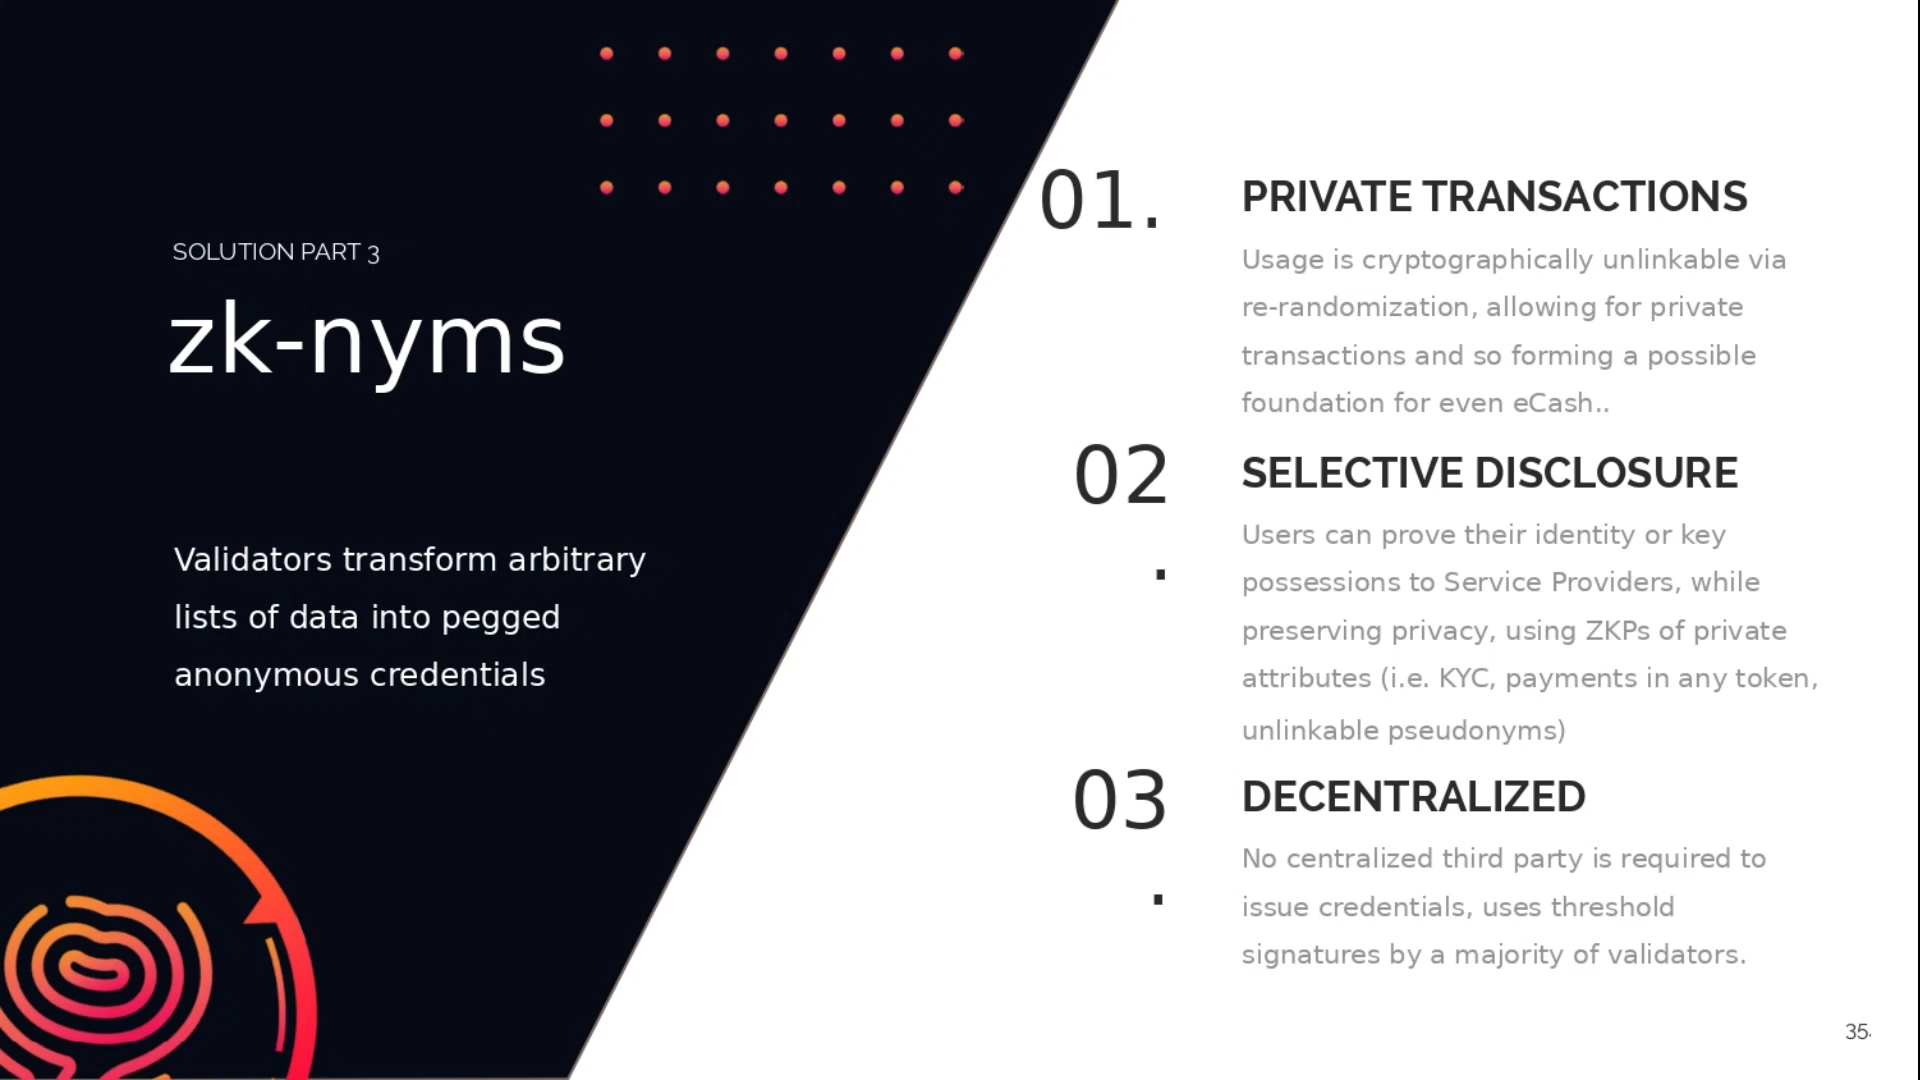 SOLUTION PART 3
zk-nyms
Validators transform arbitrary
lists of data into pegged
anonymous credentials
01.
PRIVATE TRANSACTIONS
Usage is cryptographically unlinkable via
re-randomization, allowing for private
transactions and so forming a possible
foundation for even eCash..
02
.
SELECTIVE DISCLOSURE
Users can prove their identity or key
possessions to Service Providers, while
preserving privacy, using ZKPs of private
attributes (i.e. KYC, payments in any token,
unlinkable pseudonyms)
03
.
DECENTRALIZED
No centralized third party is required to
issue credentials, uses threshold
signatures by a majority of validators.
35.